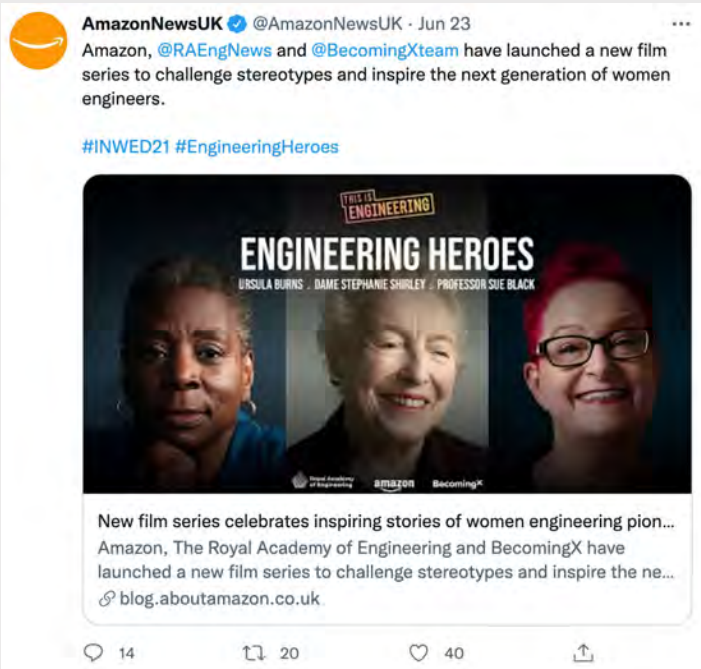 AmazonNewsUK @AmazonNewsUK · Jun 23
Amazon, @RAEngNews and @BecomingXteam have launched a new film
series to challenge stereotypes and inspire the next generation of women
engineers.
#INWED21 #EngineeringHeroes
THIS IS
ENGINEERING
ENGINEERING HEROES
URSULA BURNS . DAME STEPHANIE SHIRLEY . PROFESSOR SUE BLACK
Royal Academy
of Engineering
amazon
BecomingX
New film series celebrates inspiring stories of women engineering pion...
Amazon, The Royal Academy of Engineering and BecomingX have
launched a new film series to challenge stereotypes and inspire the ne...
blog.aboutamazon.co.uk
14 20 40